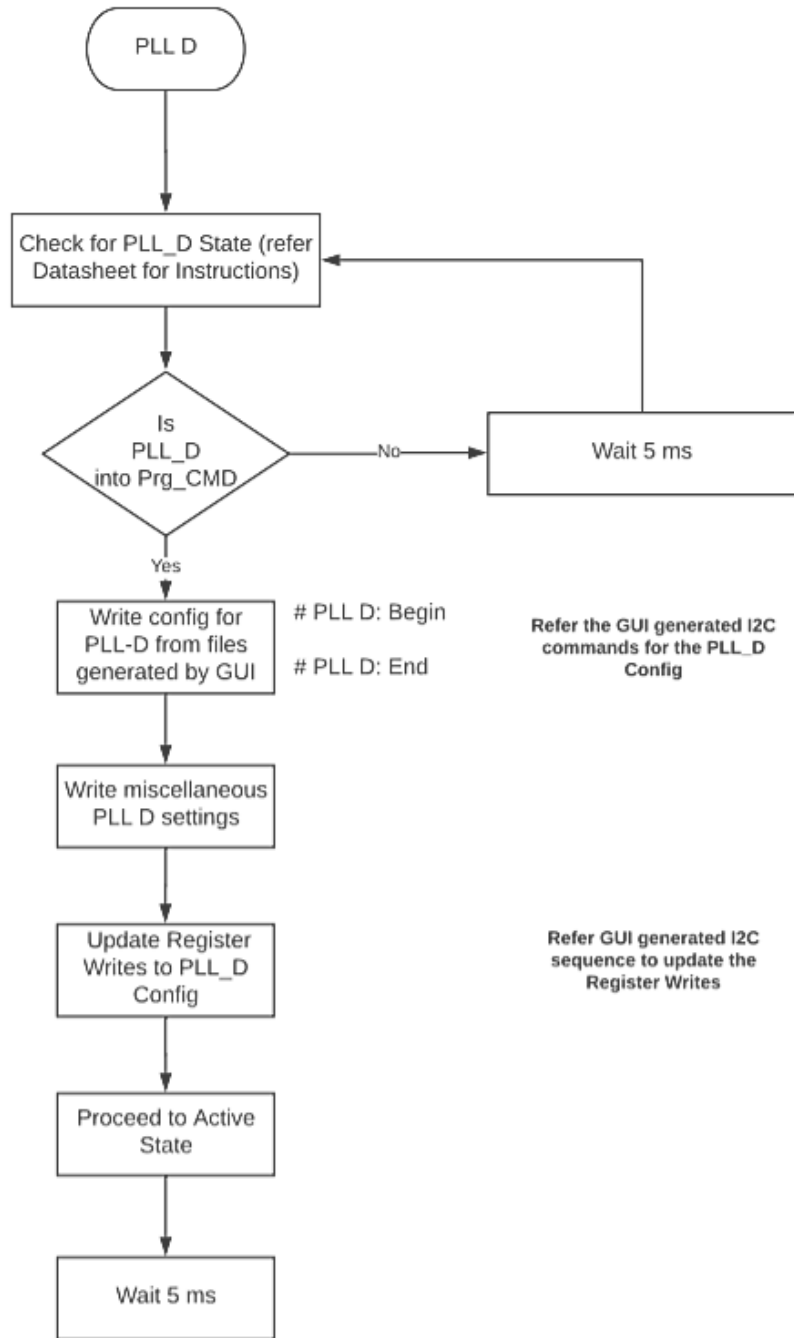 PLL D
Check for PLL_D State (refer
Datasheet for Instructions)
Is
PLL_D
into Prg_CMD
No
Wait 5 ms
Yes
Write config for
PLL-D from files
generated by GUI
# PLL D: Begin
# PLL D: End
Refer the GUI generated I2C
commands for the PLL_D
Config
Write miscellaneous
PLL D settings
Update Register
Writes to PLL_D
Config
Refer GUI generated I2C
sequence to update the
Register Writes
Proceed to Active
State
Wait 5 ms